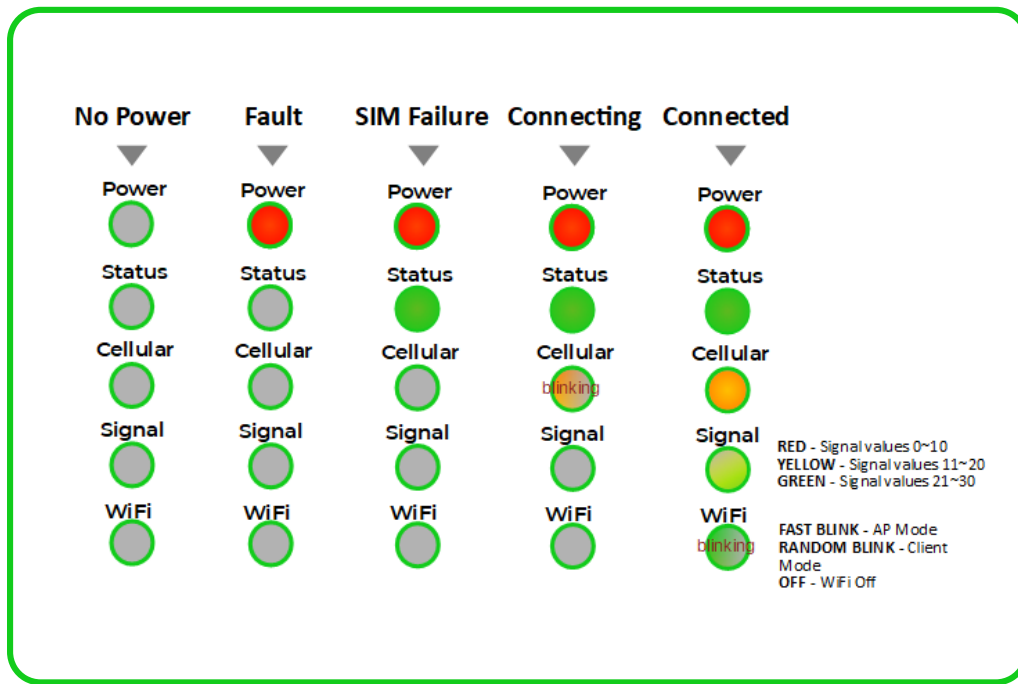 No Power Fault SIM Failure Connecting Connected
Power Power Power Power Power
Status Status Status Status Status
Cellular Cellular Cellular Cellular Cellular
blinking
Signal Signal Signal Signal Signal
RED - Signal values 0~10
YELLOW - Signal values 11~20
GREEN - Signal values 21~30
WiFi WiFi WiFi WiFi WiFi
blinking
FAST BLINK - AP Mode
RANDOM BLINK - Client
Mode
OFF - WiFi Off